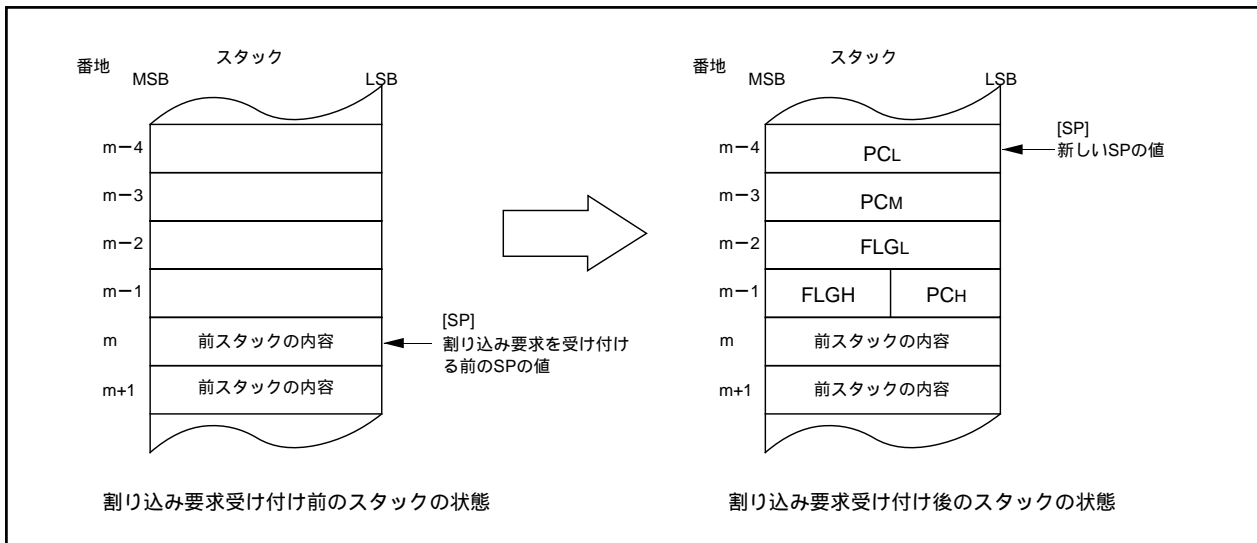 スタック
番地
MSB
LSB
m－4
m－3
m－2
m－1
m
前スタックの内容
m+1
前スタックの内容
[SP]
割り込み要求を受け付け
る前のSPの値
割り込み要求受け付け前のスタックの状態
スタック
番地
MSB
LSB
m－4
PCL
[SP]
新しいSPの値
m－3
PCM
m－2
FLGL
m－1
FLGH
PCH
m
前スタックの内容
m+1
前スタックの内容
割り込み要求受け付け後のスタックの状態